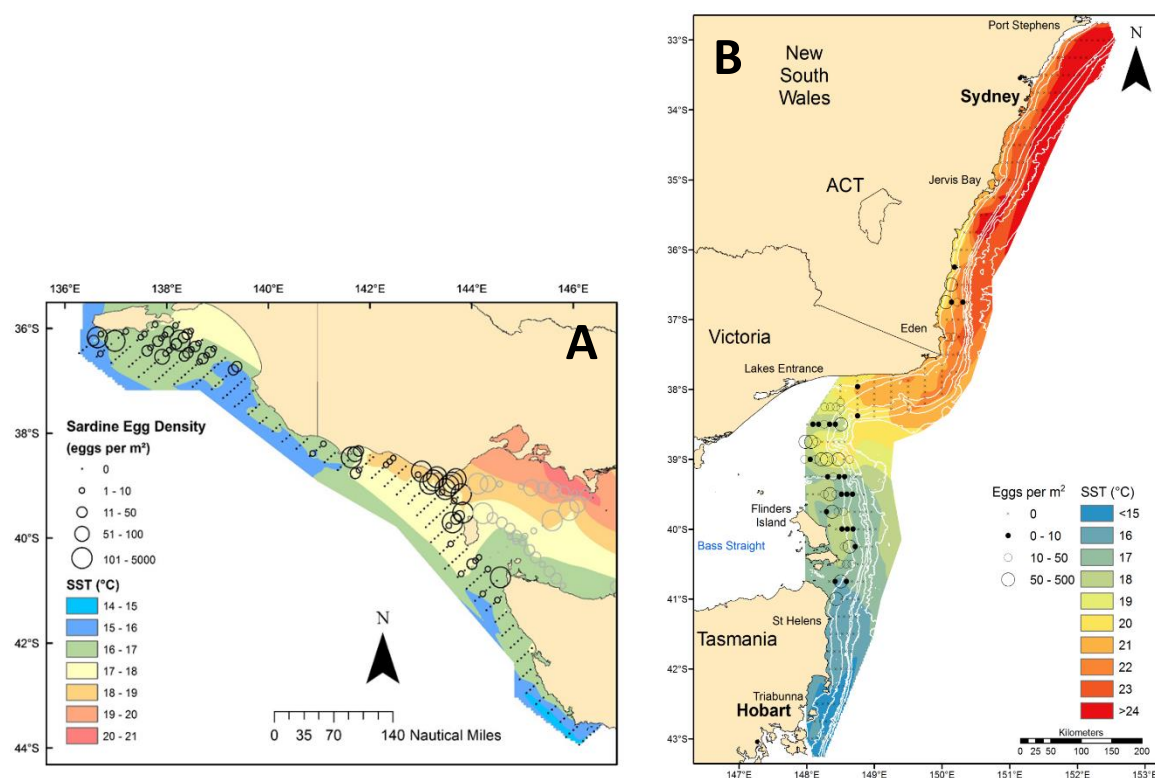 136°E
138°E
140°E
142°E
144°E
146°E
A
36°S
38°S
40°S
42°S
44°S
Sardine Egg Density
(eggs per m²)
0
1 - 10
11 - 50
51 - 100
101 - 5000
SST (°C)
14 - 15
15 - 16
16 - 17
17 - 18
18 - 19
19 - 20
20 - 21
N
0 35 70 140 Nautical Miles
B
Port Stephens
N
33°S
New
South
Wales
Sydney
34°S
Jervis Bay
35°S
ACT
36°S
37°S
Eden
Victoria
Lakes Entrance
38°S
39°S
Flinders
Island
40°S
Bass Straight
41°S
St Helens
Tasmania
42°S
Triabunna
Hobart
43°S
Eggs per m²
0
0 - 10
10 - 50
50 - 500
SST (°C)
<15
16
17
18
19
20
21
22
23
>24
Kilometers
0 25 50 100 150 200
147°E
148°E
149°E
150°E
151°E
152°E
153°E